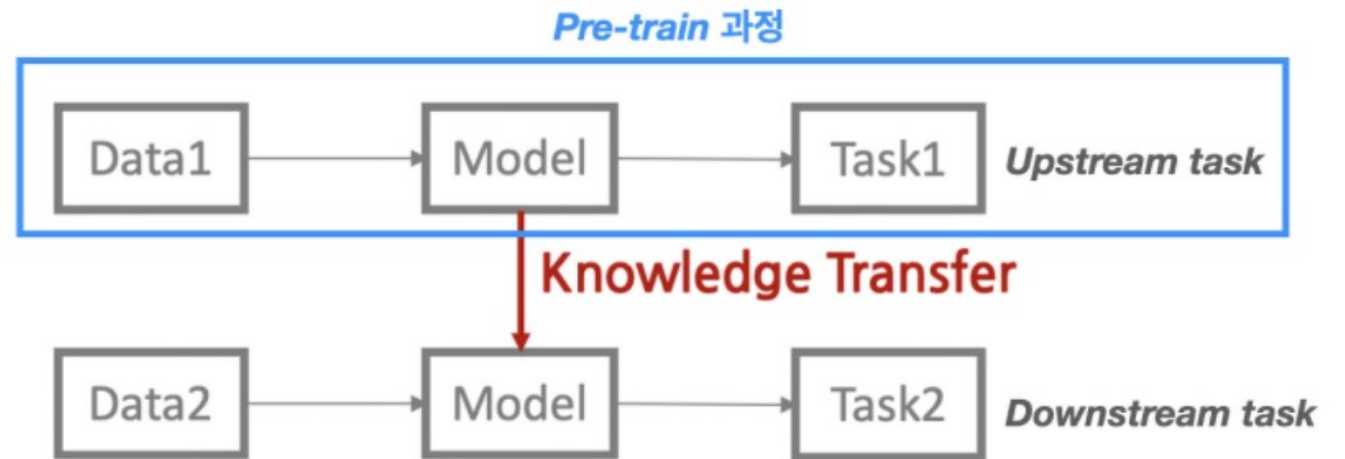 Pre-train 과정
Data1 Model Task1 Upstream task
Knowledge Transfer
Data2 Model Task2 Downstream task